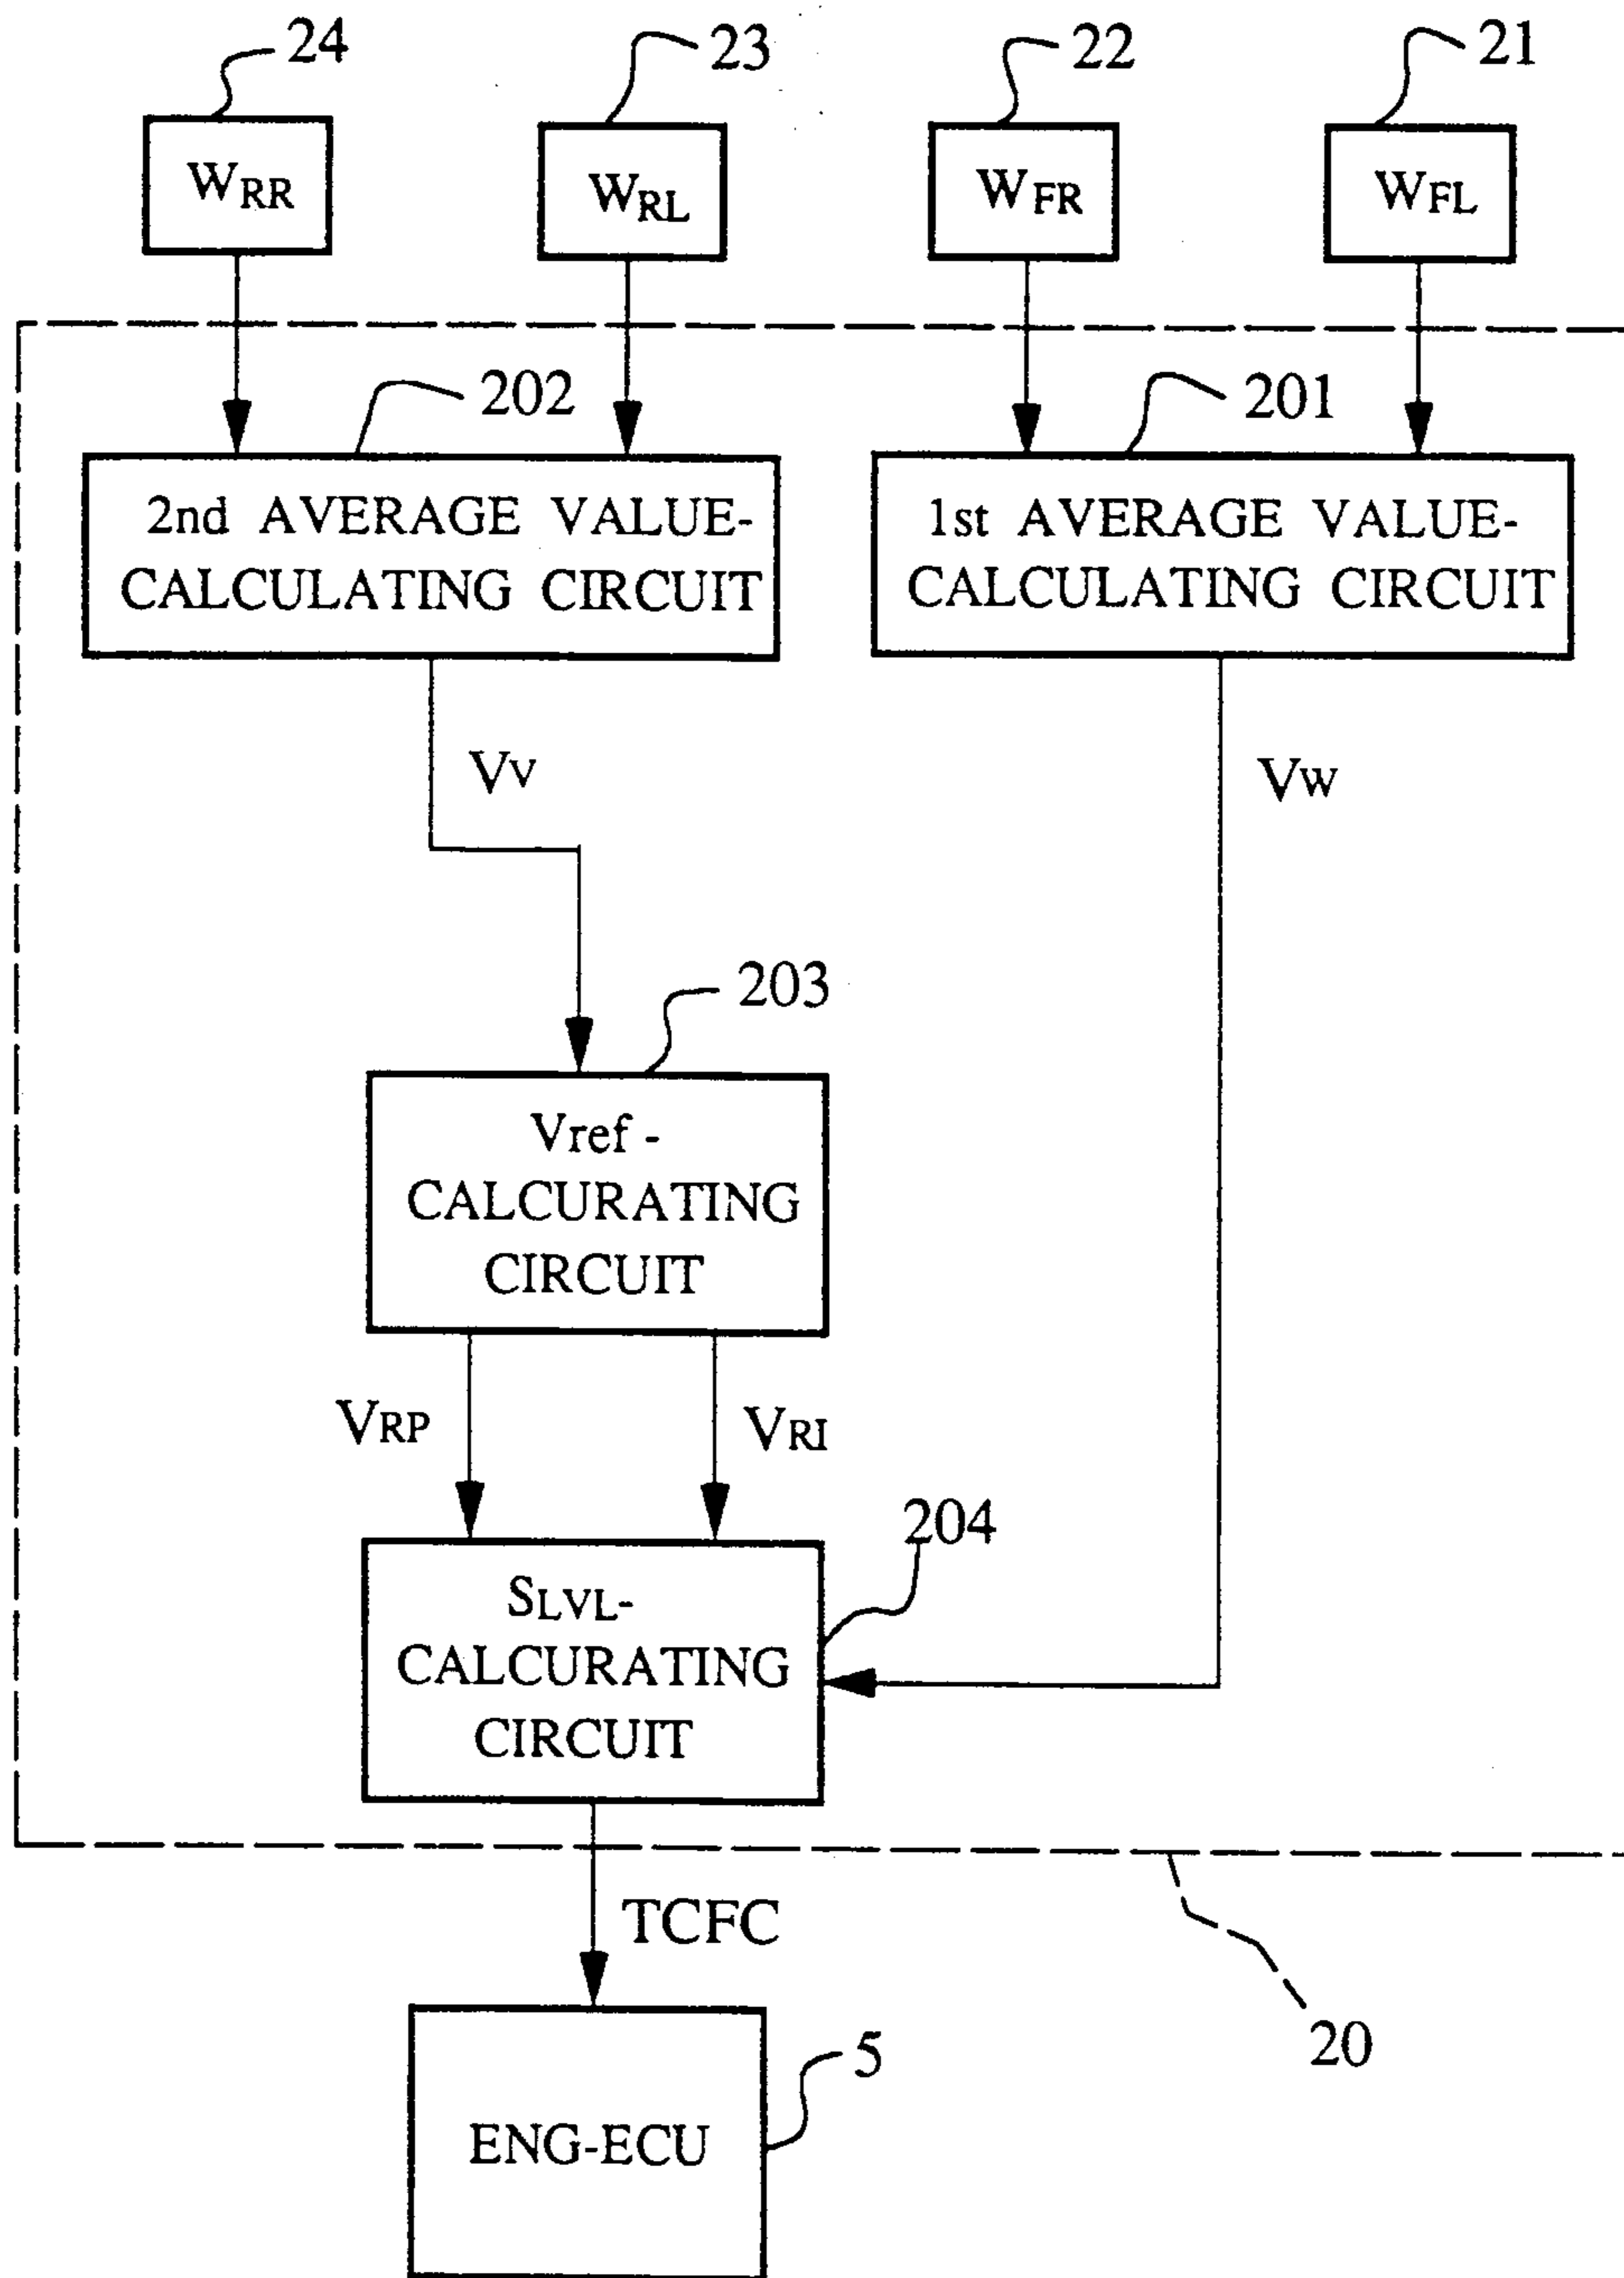 24
23
22
21
WRR
WRL
WFR
WFL
202
201
2nd AVERAGE VALUE-
CALCULATING CIRCUIT
1st AVERAGE VALUE-
CALCULATING CIRCUIT
VV
VW
203
Vref -
CALCURATING
CIRCUIT
VRP
VRI
204
SLVL-
CALCURATING
CIRCUIT
TCFC
20
5
ENG-ECU